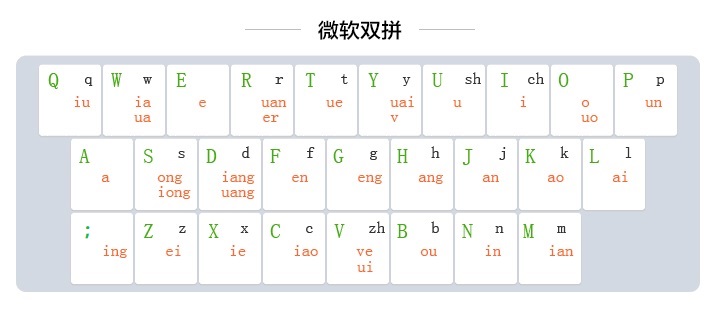 微软双拼
Q q W w E R r T t Y y U sh I ch O P p
iu ia e uan ue uai u i o un
ua er v uo
A S s D d F f G g H h J j K k L l
a ong iang en eng ang an ao ai
iong uang
; Z z X x C c V zh B b N n M m
ing ei ie iao ve ou in ian
ui